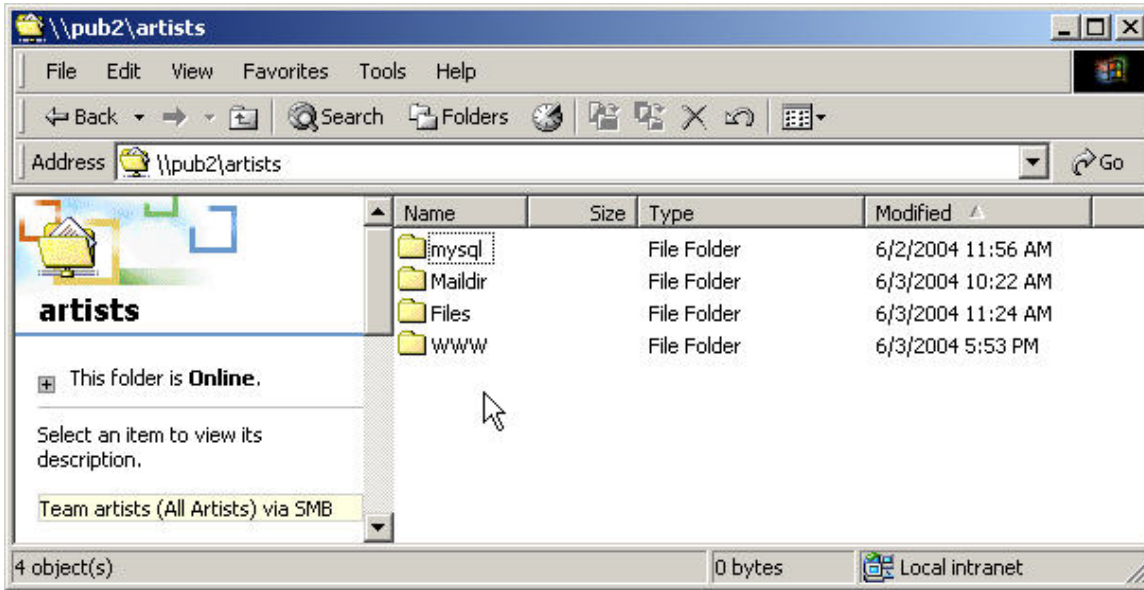 \\pub2\artists
File Edit View Favorites Tools Help
Back Search Folders
Address \\pub2\artists Go
Name Size Type Modified
mysql File Folder 6/2/2004 11:56 AM
Maildir File Folder 6/3/2004 10:22 AM
Files File Folder 6/3/2004 11:24 AM
WWW File Folder 6/3/2004 5:53 PM
artists
This folder is Online.
Select an item to view its
description.
Team artists (All Artists) via SMB
4 object(s) 0 bytes Local intranet